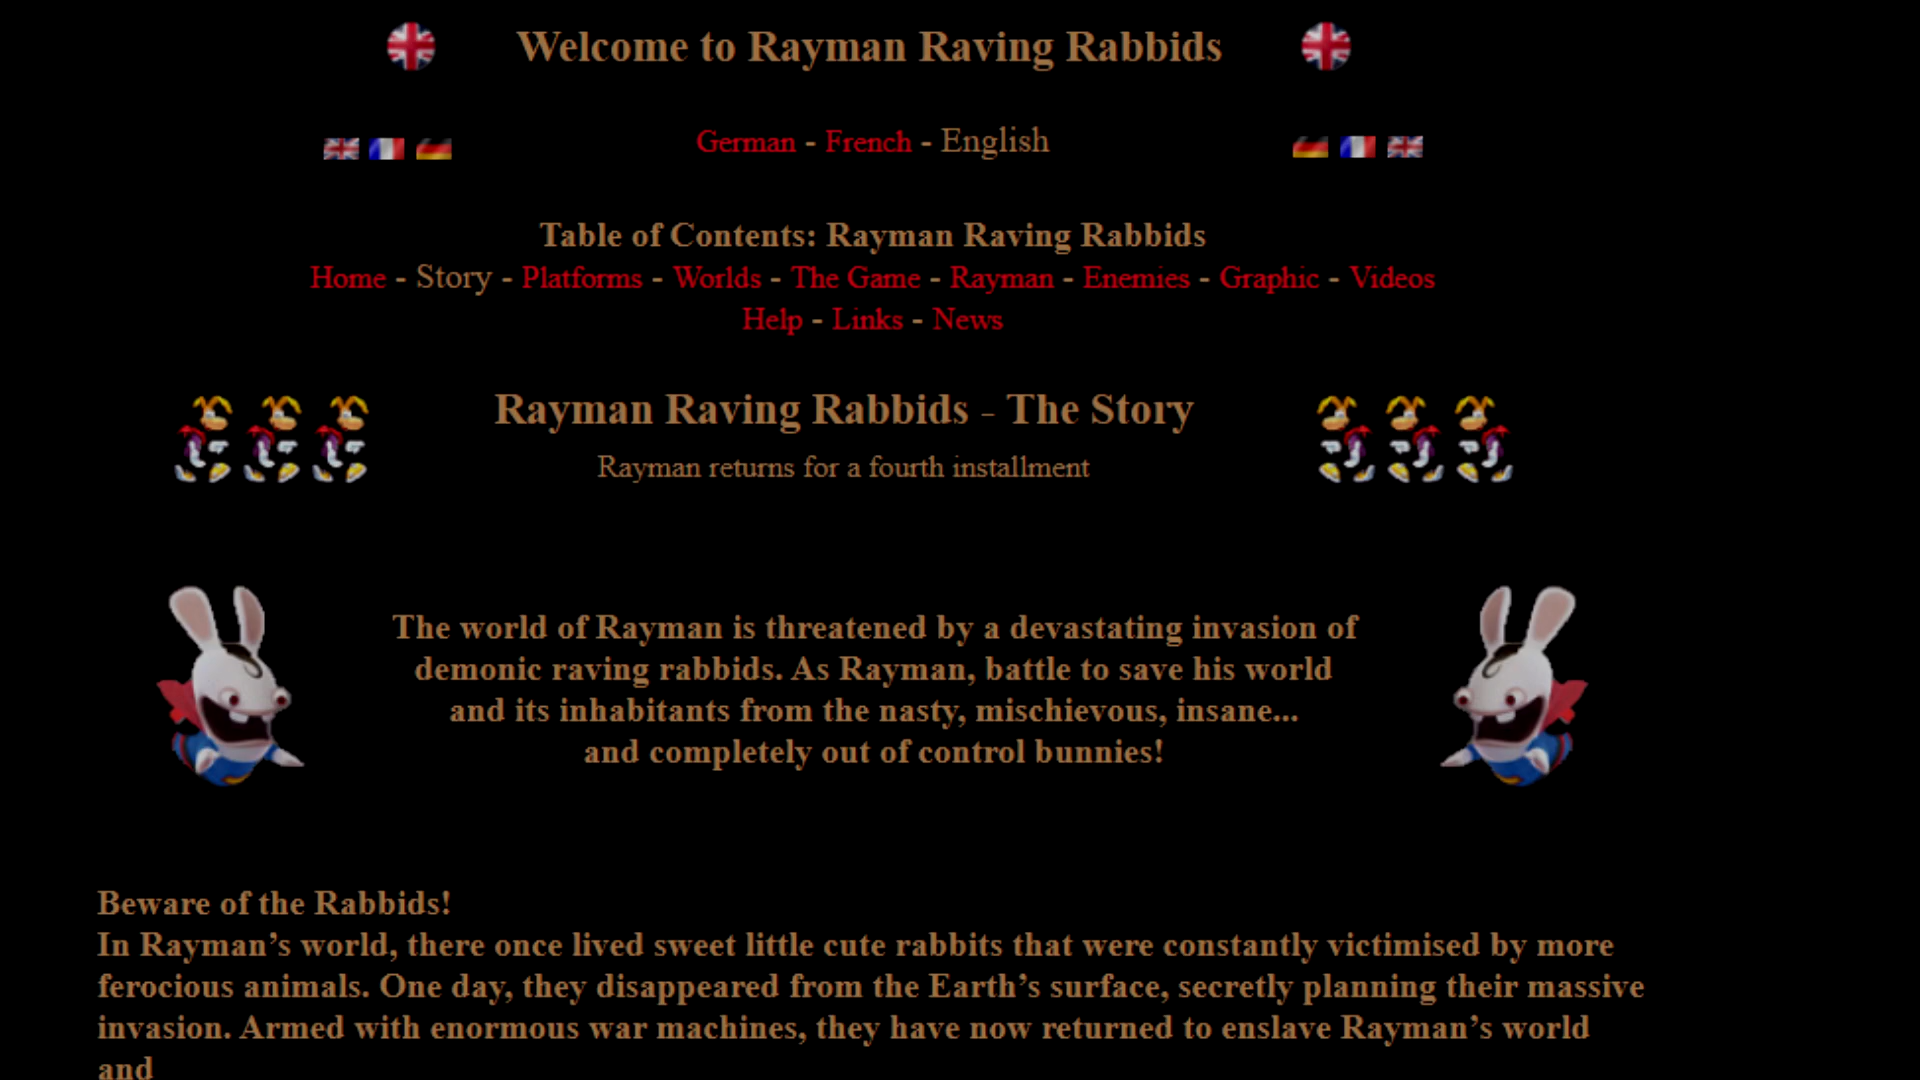 Welcome to Rayman Raving Rabbids
German - French - English
Table of Contents: Rayman Raving Rabbids
Home - Story - Platforms - Worlds - The Game - Rayman - Enemies - Graphic - Videos
Help - Links - News
Rayman Raving Rabbids - The Story
Rayman returns for a fourth installment
The world of Rayman is threatened by a devastating invasion of
demonic raving rabbids. As Rayman, battle to save his world
and its inhabitants from the nasty, mischievous, insane...
and completely out of control bunnies!
Beware of the Rabbids!
In Rayman’s world, there once lived sweet little cute rabbits that were constantly victimised by more
ferocious animals. One day, they disappeared from the Earth’s surface, secretly planning their massive
invasion. Armed with enormous war machines, they have now returned to enslave Rayman’s world
and